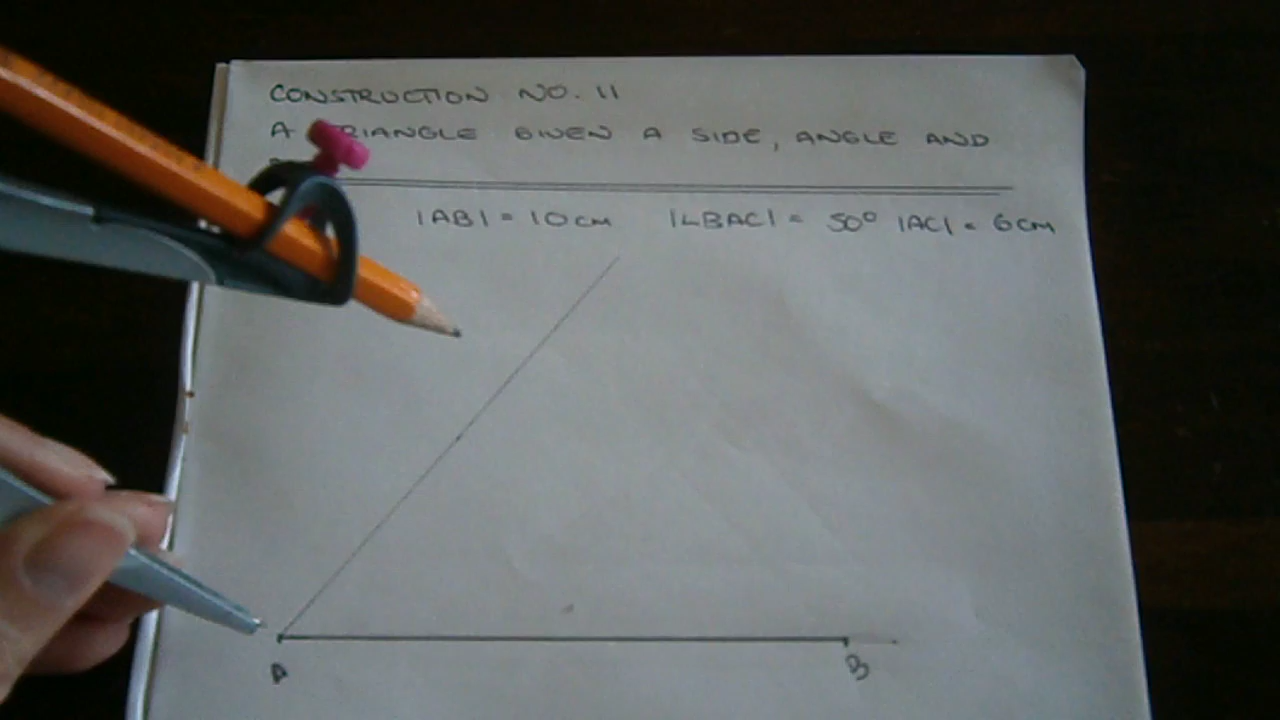 CONSTRUCTION NO. 11
A TRIANGLE GIVEN A SIDE, ANGLE AND
|AB| = 10cm |∠BAC| = 50° |AC| = 6cm
A B